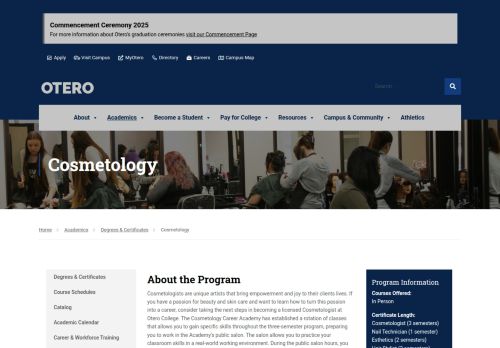 Commencement Ceremony 2025
For more information about Otero's graduation ceremonies visit our Commencement Page
Apply Visit Campus MyOtero Directory Careers Campus Map
OTERO
Search
About Academics Become a Student Pay for College Resources Campus & Community Athletics
Cosmetology
Home Academics Degrees & Certificates Cosmetology
Degrees & Certificates
Course Schedules
Catalog
Academic Calendar
Career & Workforce Training
About the Program
Cosmetologists are unique artists that bring empowerment and joy to their clients lives. If
you have a passion for beauty and skin care and want to learn how to turn this passion
into a career, consider taking the next steps in becoming a licensed Cosmetologist at
Otero College. The Cosmetology Career Academy has established a rotation of classes
that allows you to gain specific skills throughout the three-semester program, preparing
you to work in the Academy's public salon. The salon allows you to practice your
classroom skills in a real-world working environment. During the public salon hours, you
Program Information
Courses Offered:
In Person
Certificate Length:
Cosmetologist (3 semesters)
Nail Technician (1 semester)
Esthetics (2 semesters)